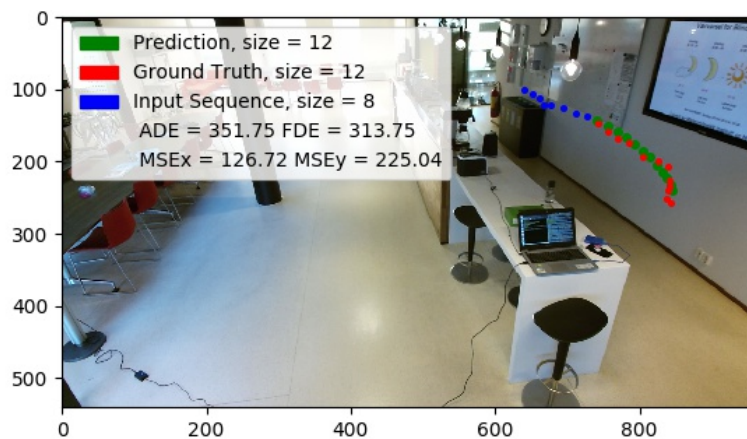 Prediction, size = 12
Ground Truth, size = 12
Input Sequence, size = 8
ADE = 351.75 FDE = 313.75
MSEx = 126.72 MSEy = 225.04
0
100
200
300
400
500
0
200
400
600
800